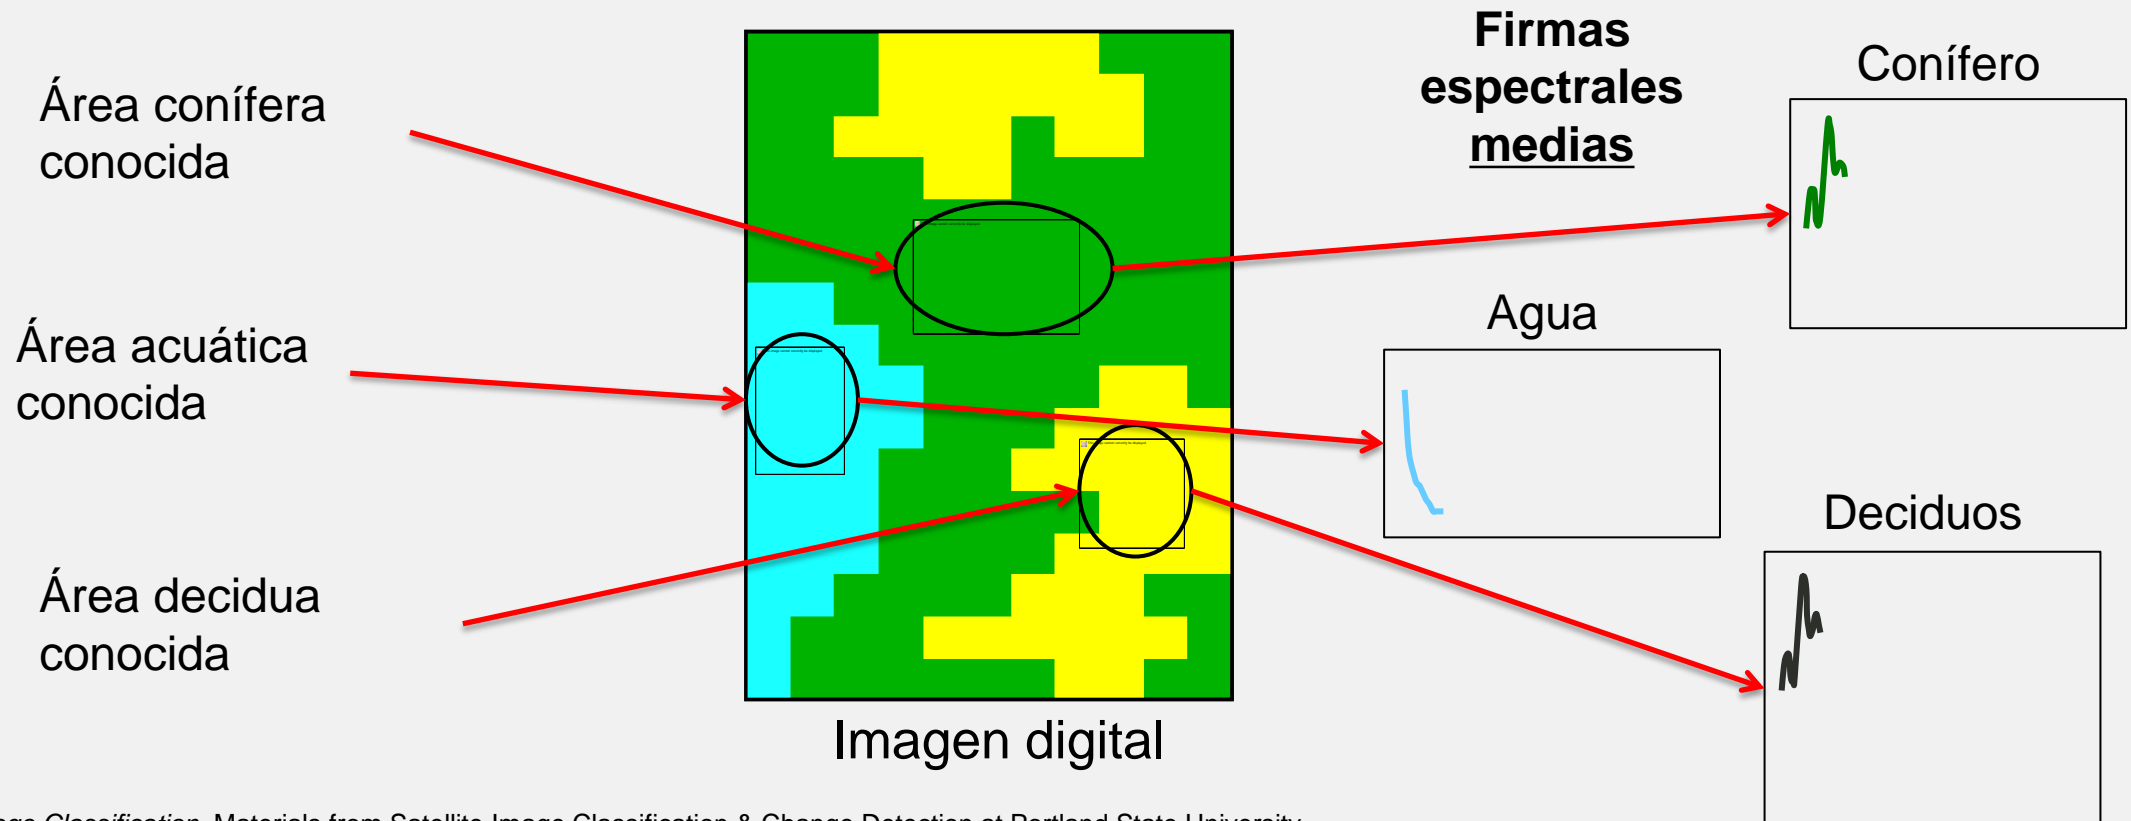 Área conífera
conocida
Área acuática
conocida
Área decidua
conocida
Imagen digital
Firmas
espectrales
medias
Conífero
Agua
Deciduos
Classification. Materials from Satellite Image Classification & Change Detection at Portland State University